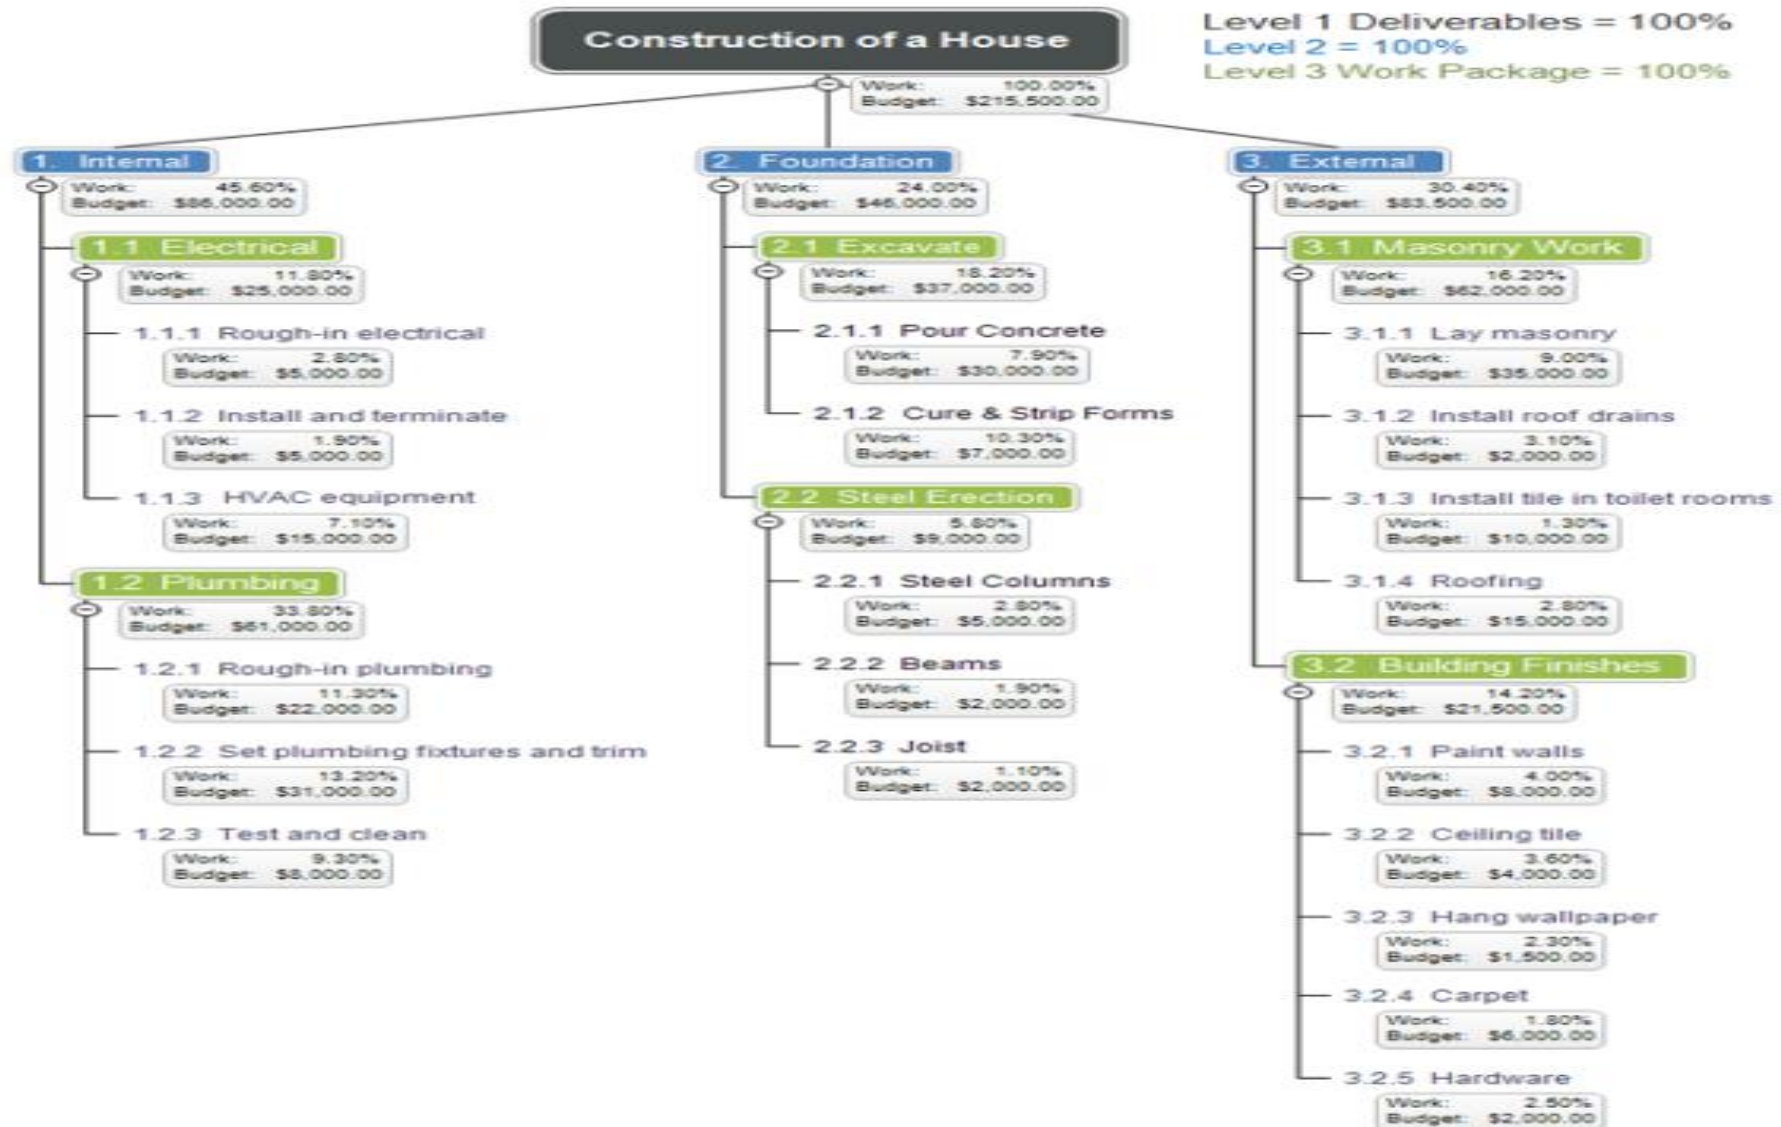 Construction of a House
Level 1 Deliverables = 100%
Level 2 = 100%
Level 3 Work Package = 100%
Work: 100.00%
Budget: $215,500.00
1. Internal
Work: 45.60%
Budget: $86,000.00
1.1 Electrical
Work: 11.80%
Budget: $25,000.00
1.1.1 Rough-in electrical
Work: 2.80%
Budget: $5,000.00
1.1.2 Install and terminate
Work: 1.90%
Budget: $5,000.00
1.1.3 HVAC equipment
Work: 7.10%
Budget: $15,000.00
1.2 Plumbing
Work: 33.80%
Budget: $61,000.00
1.2.1 Rough-in plumbing
Work: 11.30%
Budget: $22,000.00
1.2.2 Set plumbing fixtures and trim
Work: 13.20%
Budget: $31,000.00
1.2.3 Test and clean
Work: 9.30%
Budget: $8,000.00
2. Foundation
Work: 24.00%
Budget: $46,000.00
2.1 Excavate
Work: 18.20%
Budget: $37,000.00
2.1.1 Pour Concrete
Work: 7.90%
Budget: $30,000.00
2.1.2 Cure & Strip Forms
Work: 10.30%
Budget: $7,000.00
2.2 Steel Erection
Work: 5.80%
Budget: $9,000.00
2.2.1 Steel Columns
Work: 2.80%
Budget: $5,000.00
2.2.2 Beams
Work: 1.90%
Budget: $2,000.00
2.2.3 Joist
Work: 1.10%
Budget: $2,000.00
3. External
Work: 30.40%
Budget: $83,500.00
3.1 Masonry Work
Work: 16.20%
Budget: $62,000.00
3.1.1 Lay masonry
Work: 9.00%
Budget: $35,000.00
3.1.2 Install roof drains
Work: 3.10%
Budget: $2,000.00
3.1.3 Install tile in toilet rooms
Work: 1.30%
Budget: $10,000.00
3.1.4 Roofing
Work: 2.80%
Budget: $15,000.00
3.2 Building Finishes
Work: 14.20%
Budget: $21,500.00
3.2.1 Paint walls
Work: 4.00%
Budget: $8,000.00
3.2.2 Ceiling tile
Work: 3.60%
Budget: $4,000.00
3.2.3 Hang wallpaper
Work: 2.30%
Budget: $1,500.00
3.2.4 Carpet
Work: 1.80%
Budget: $6,000.00
3.2.5 Hardware
Work: 2.50%
Budget: $2,000.00